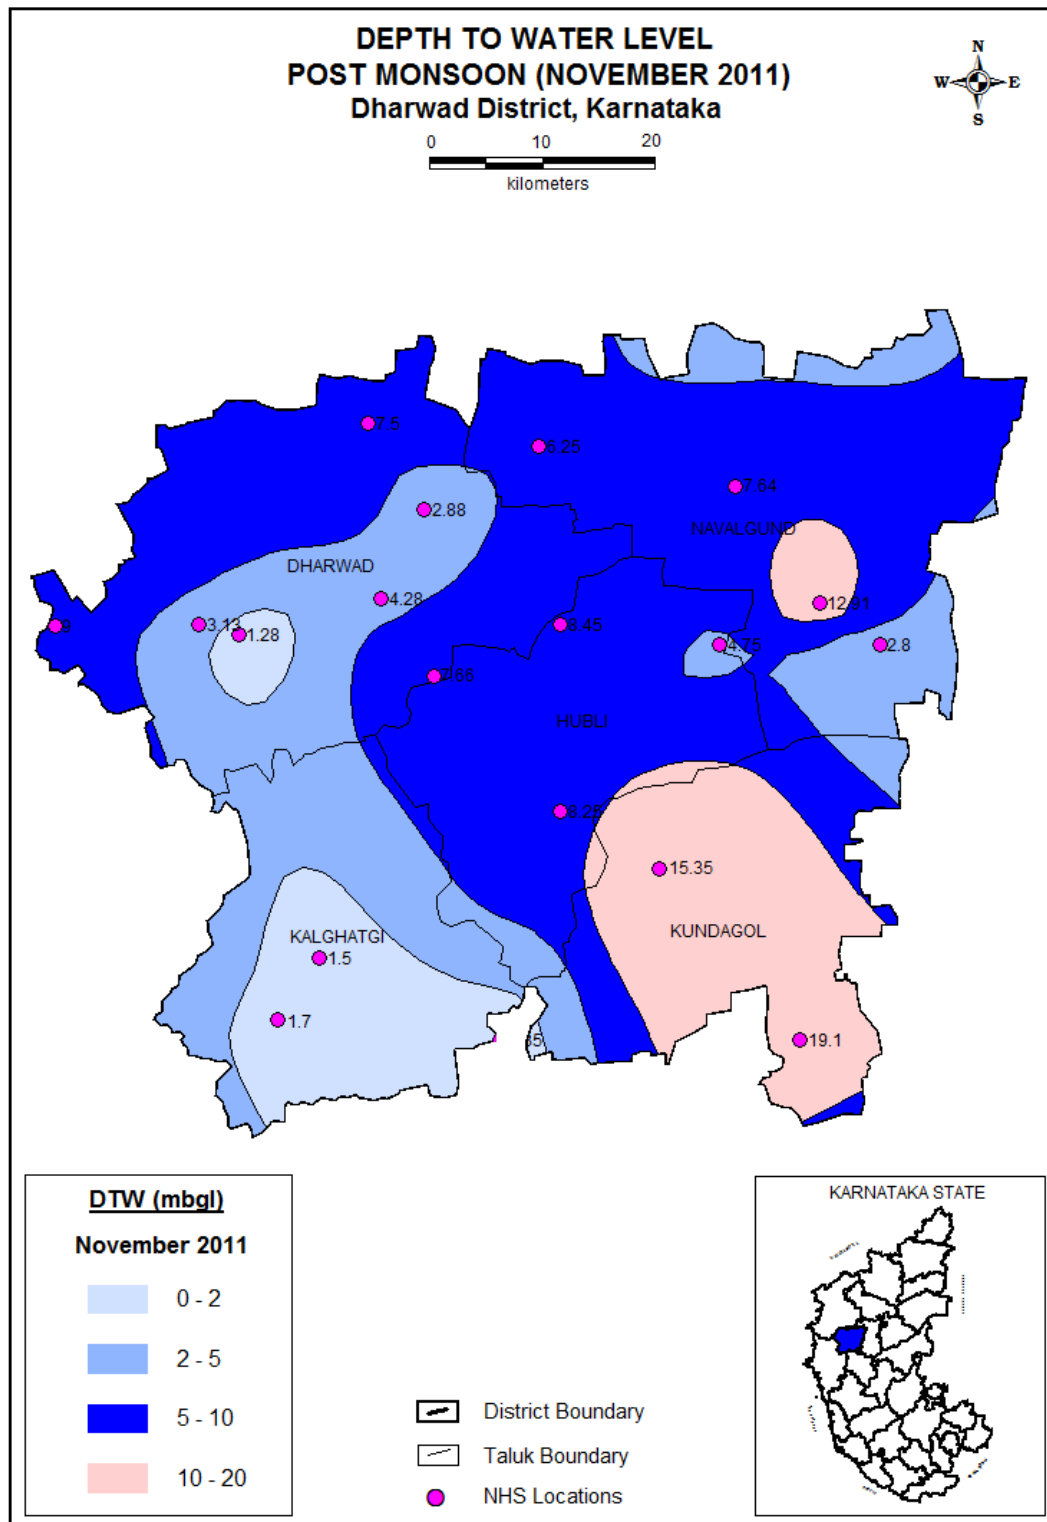 DEPTH TO WATER LEVEL
POST MONSOON (NOVEMBER 2011)
Dharwad District, Karnataka
N
W E
S
0 10 20
kilometers
7.5
6.25
7.64
2.88
NAVALGUND
DHARWAD
4.28
12.91
9
3.13
1.28
8.45
4.75
2.8
7.66
HUBLI
8.25
15.35
KALGHATGI
KUNDAGOL
1.5
1.7
19.1
DTW (mbgl)
November 2011
0 - 2
2 - 5
5 - 10
10 - 20
District Boundary
Taluk Boundary
NHS Locations
KARNATAKA STATE